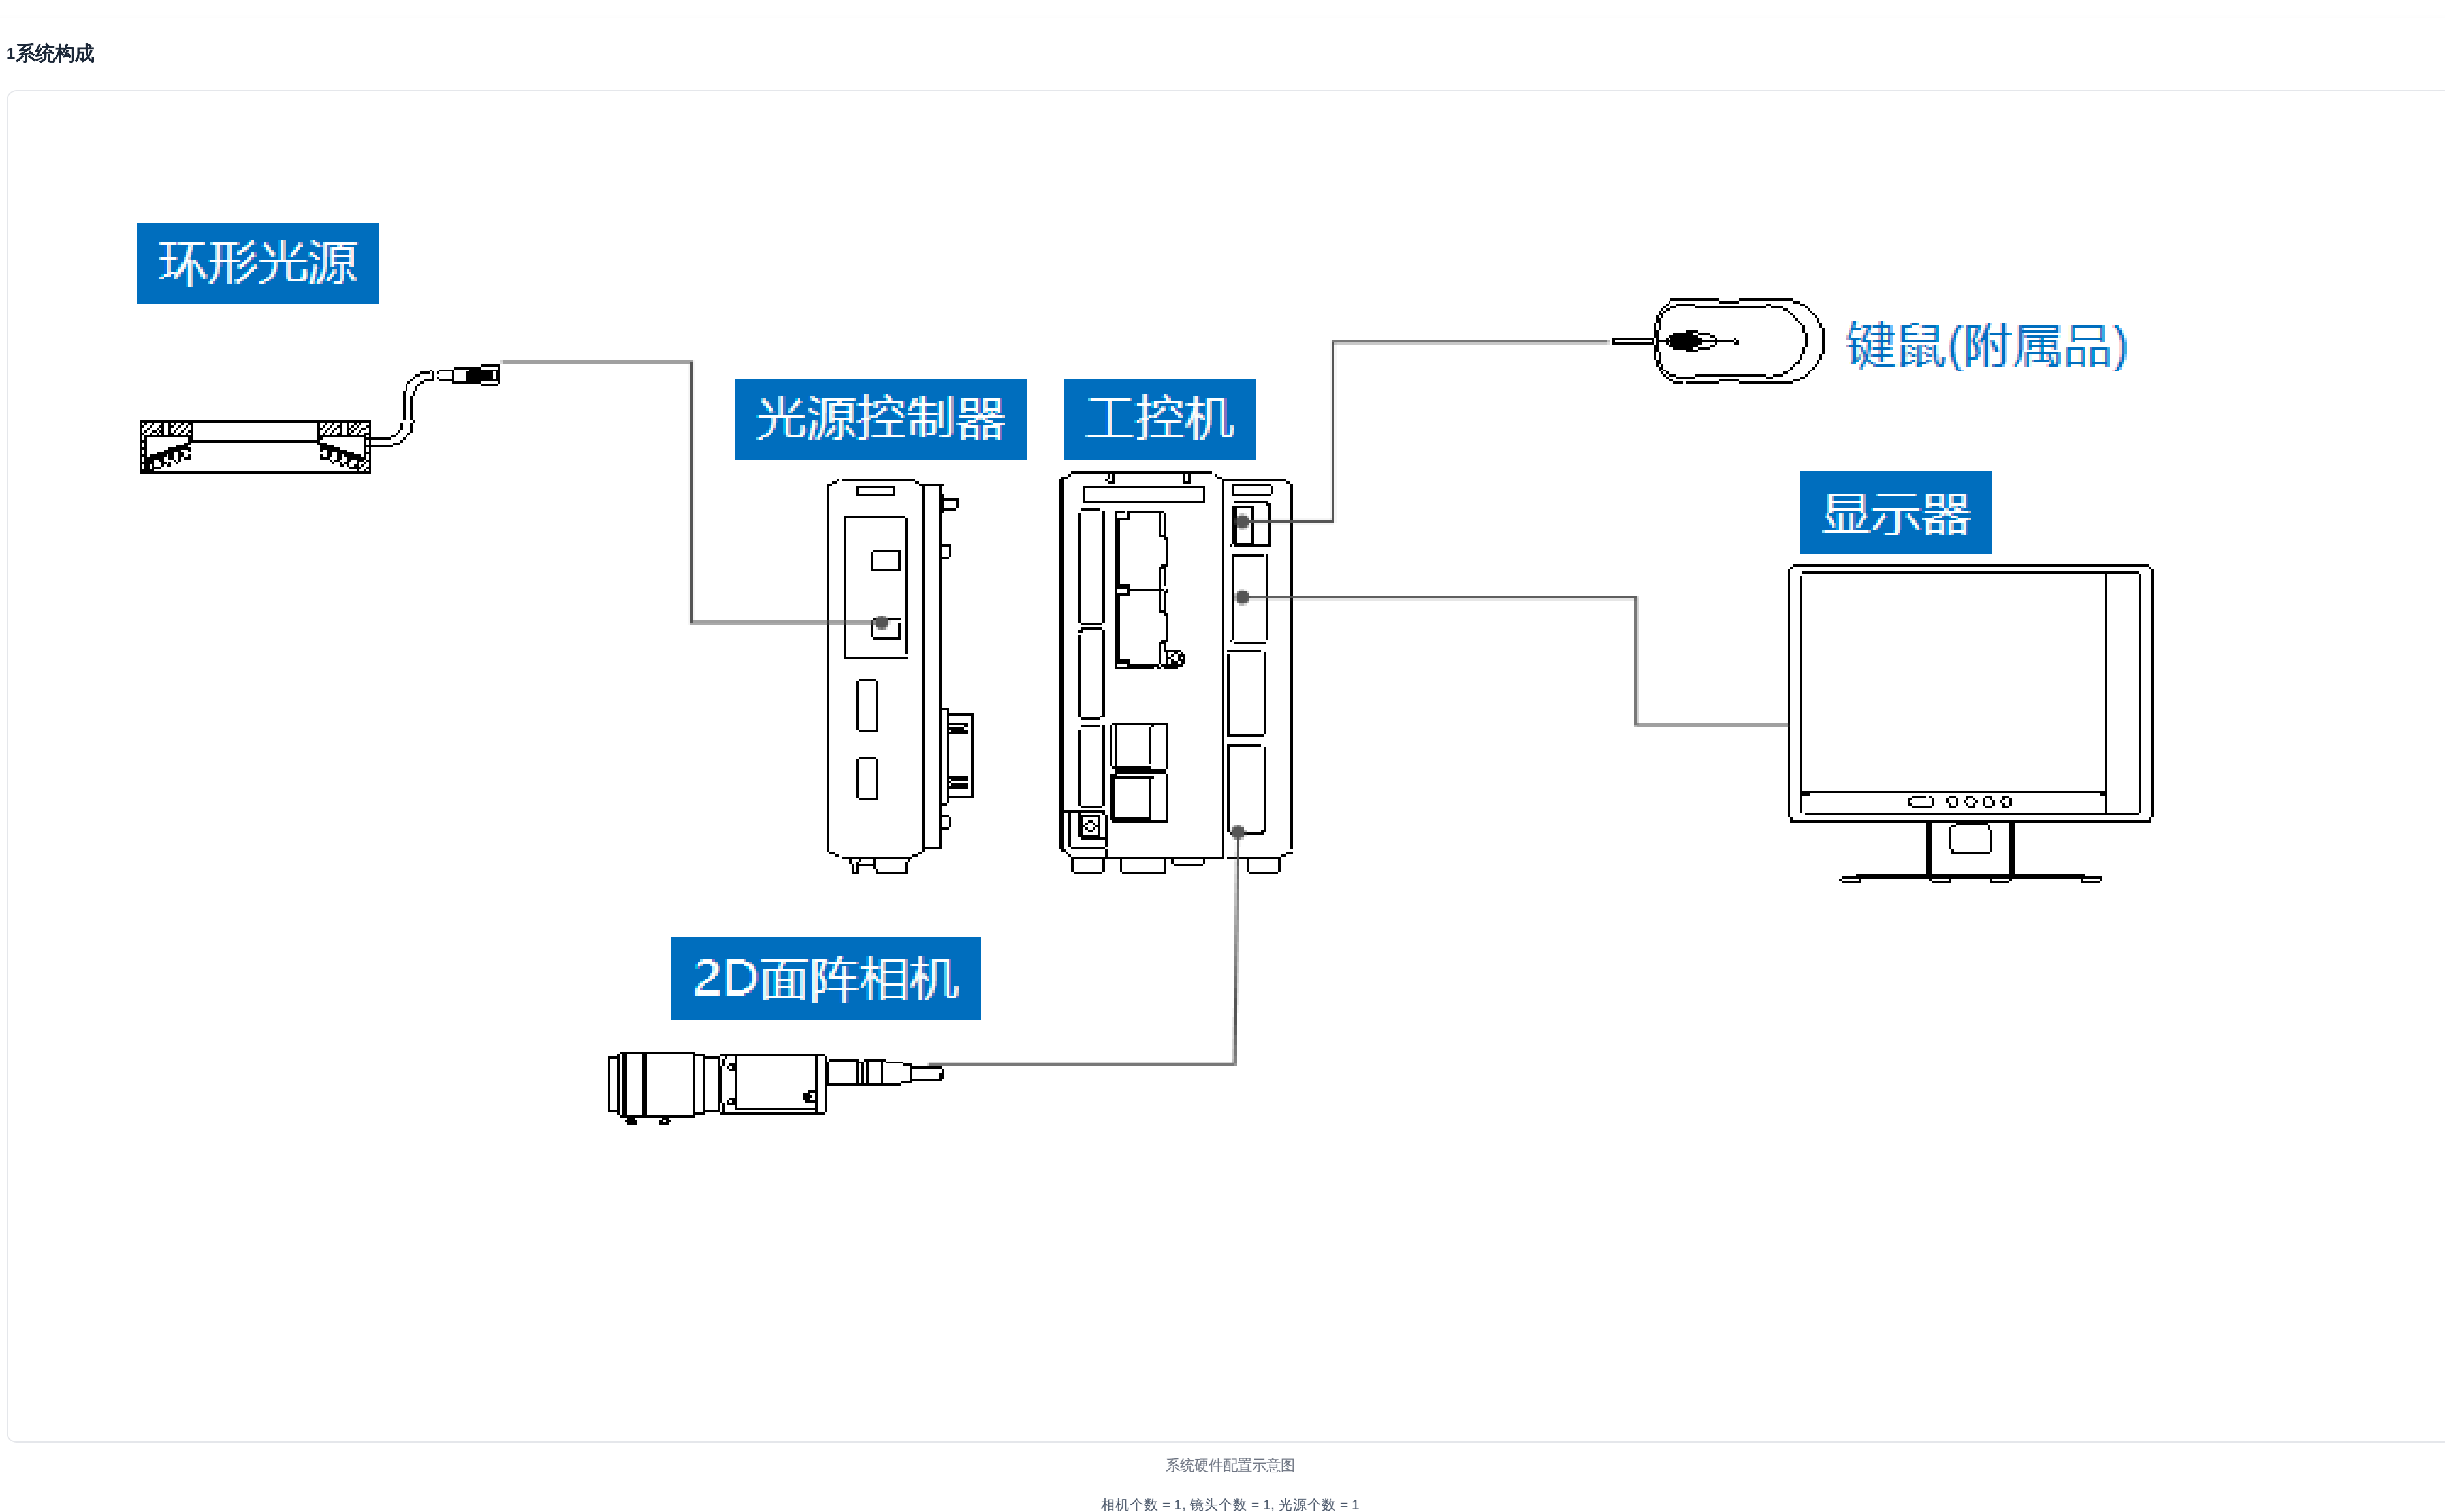 1系统构成
环形光源
键鼠(附属品)
光源控制器
工控机
显示器
2D面阵相机
系统硬件配置示意图
相机个数 = 1, 镜头个数 = 1, 光源个数 = 1